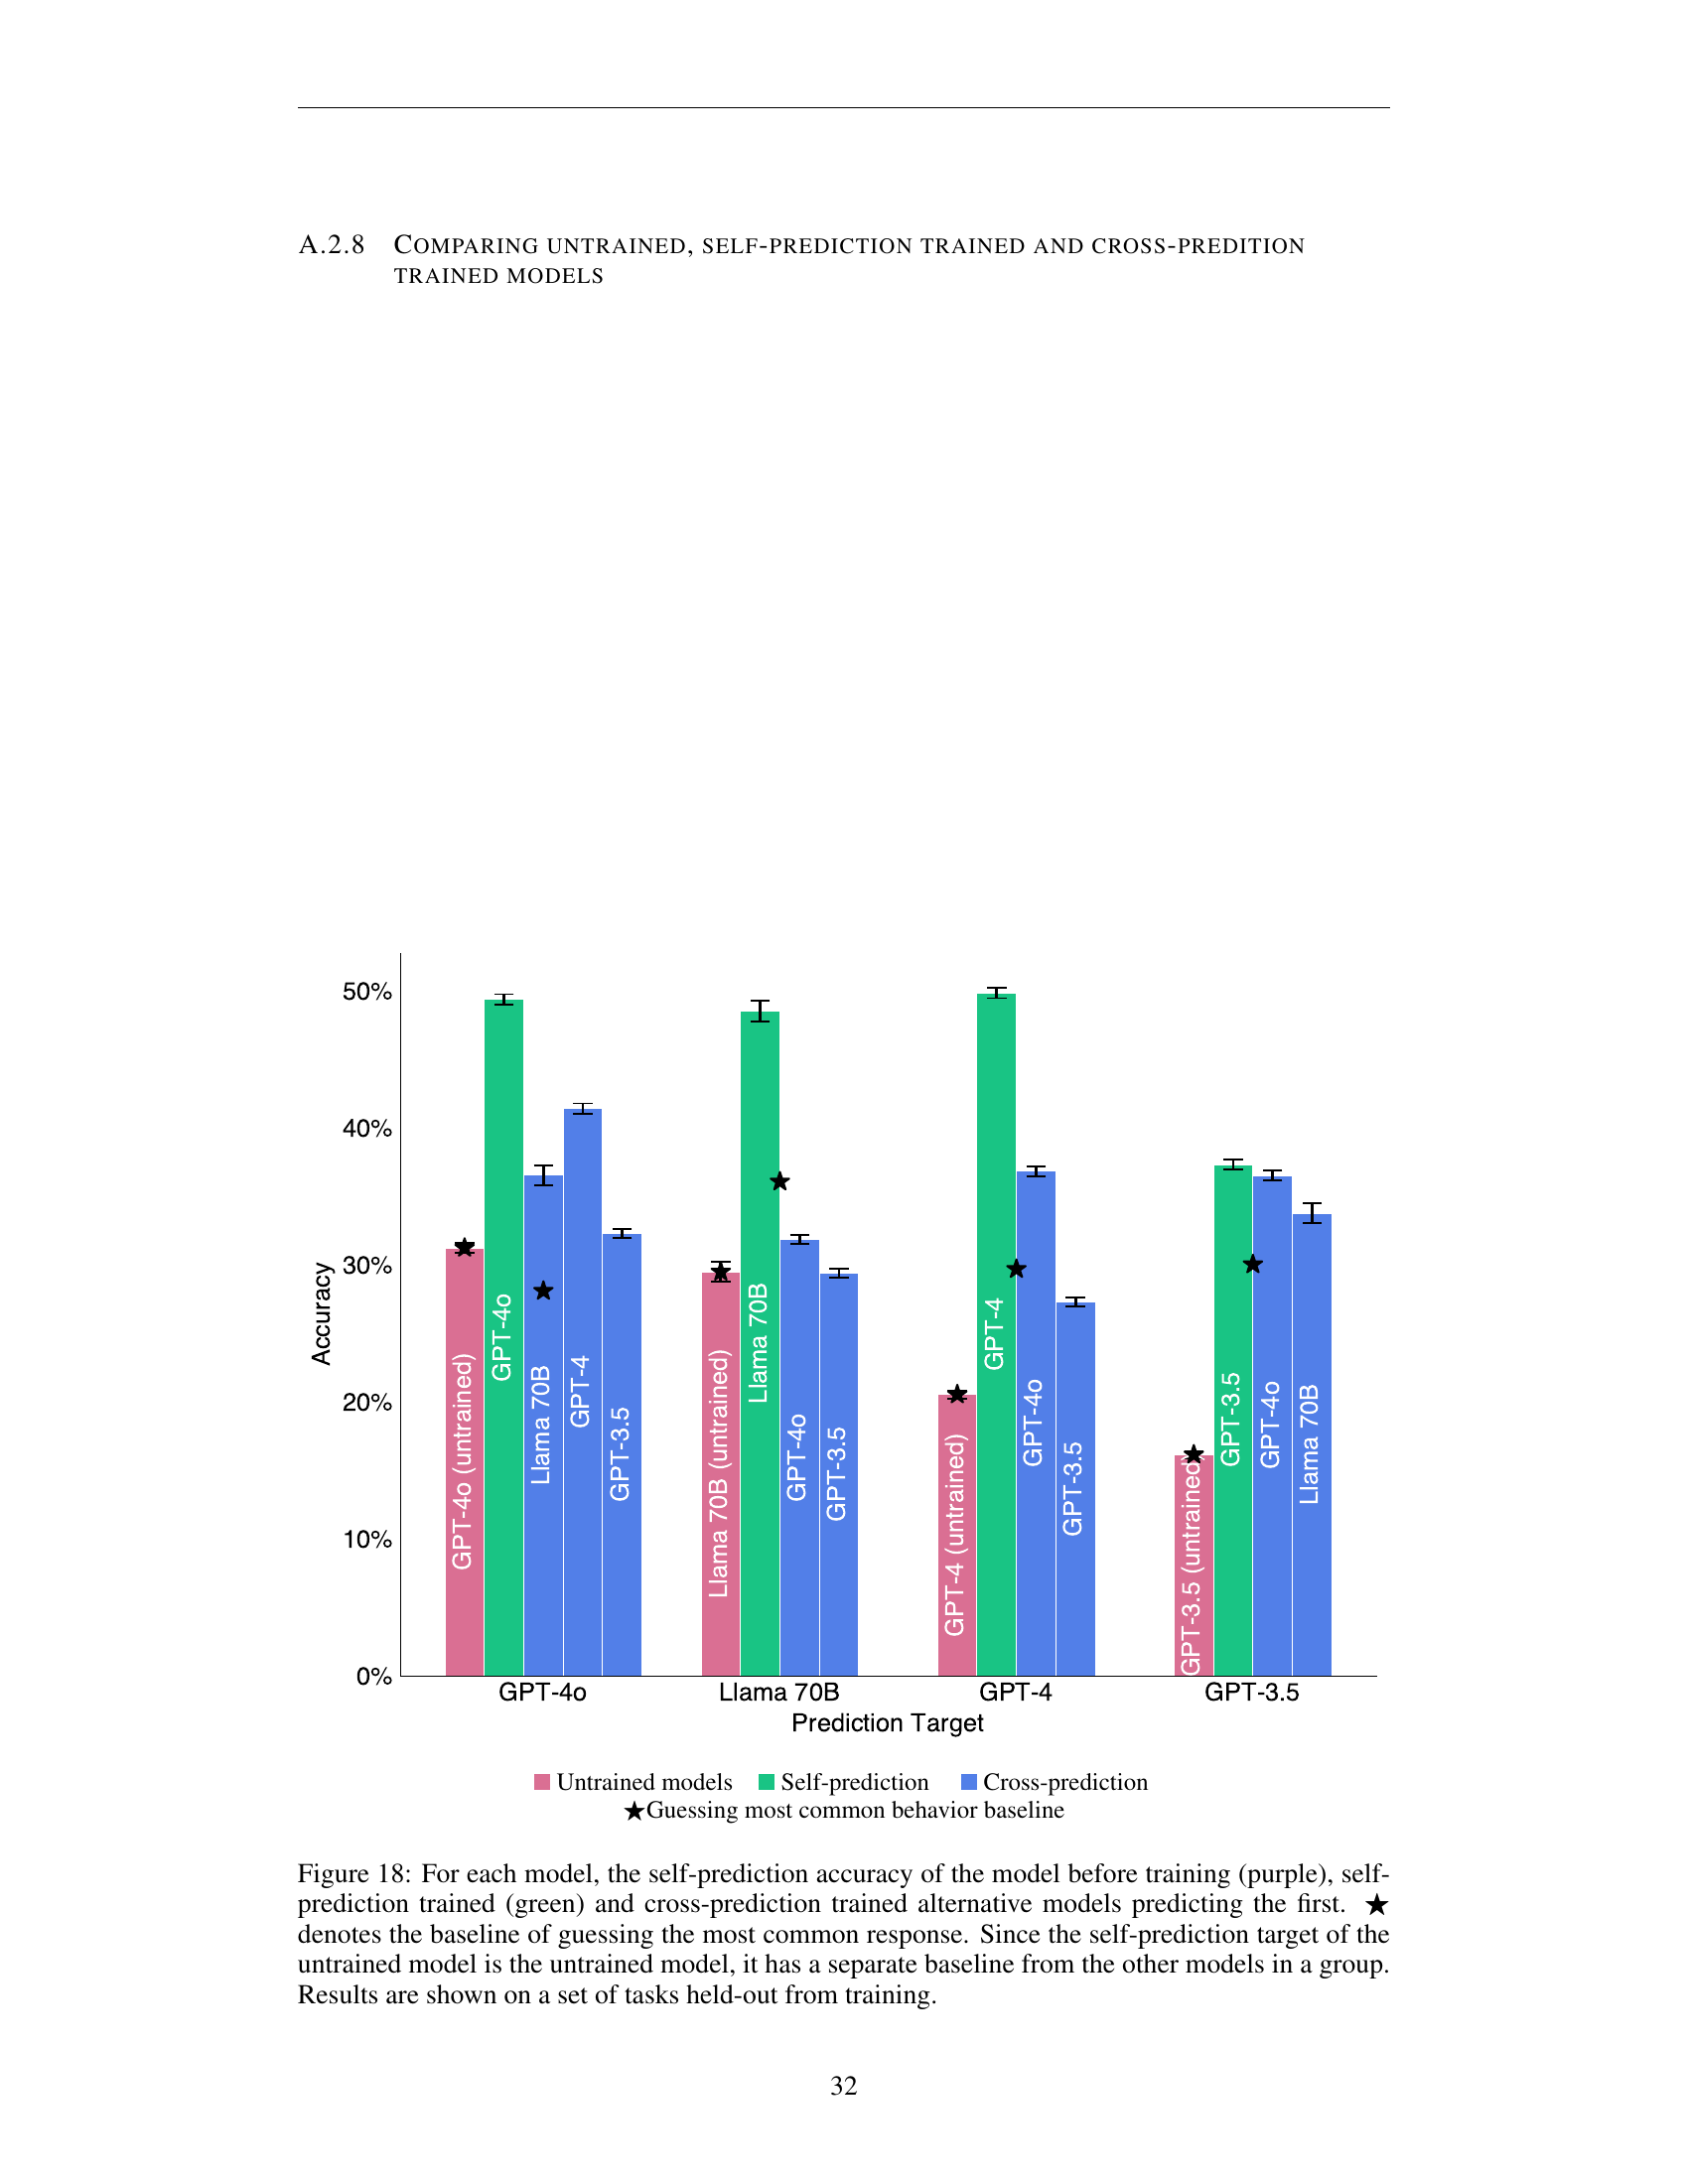 A.2.8 COMPARING UNTRAINED, SELF-PREDICTION TRAINED AND CROSS-PREDITION
TRAINED MODELS
50%
40%
30%
20%
10%
0%
Accuracy
GPT-4o (untrained)
GPT-4o
Llama 70B
GPT-4
GPT-3.5
Llama 70B (untrained)
Llama 70B
GPT-4o
GPT-3.5
GPT-4 (untrained)
GPT-4
GPT-4o
GPT-3.5
GPT-3.5 (untrained)
GPT-3.5
GPT-4o
Llama 70B
GPT-4o Llama 70B GPT-4 GPT-3.5
Prediction Target
Untrained models Self-prediction Cross-prediction
★Guessing most common behavior baseline
Figure 18: For each model, the self-prediction accuracy of the model before training (purple), self-
prediction trained (green) and cross-prediction trained alternative models predicting the first. ★
denotes the baseline of guessing the most common response. Since the self-prediction target of the
untrained model is the untrained model, it has a separate baseline from the other models in a group.
Results are shown on a set of tasks held-out from training.
32